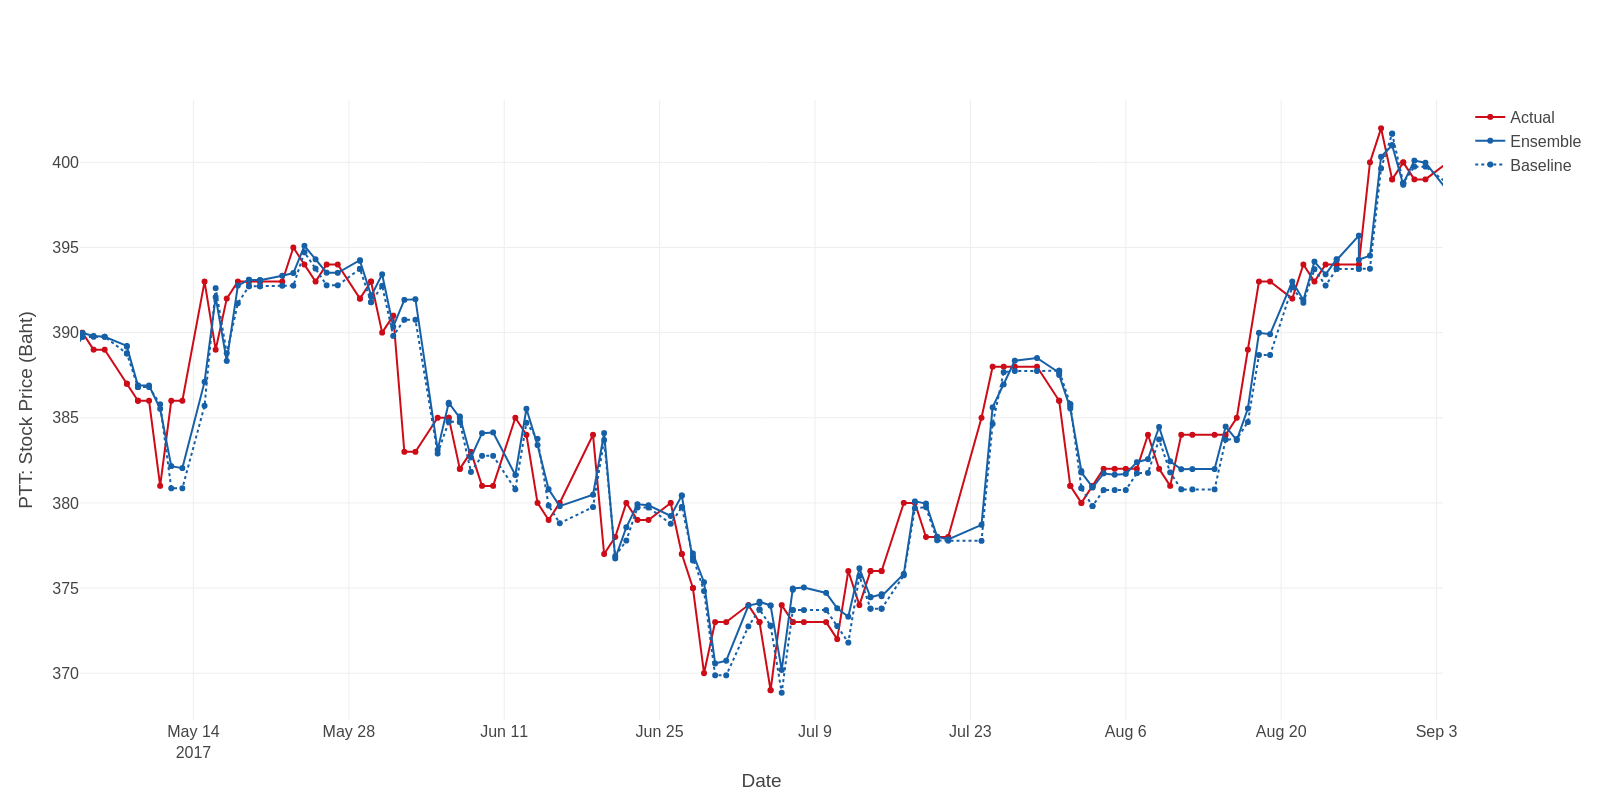 Actual
Ensemble
Baseline
PTT: Stock Price (Baht)
400
395
390
385
380
375
370
May 14
2017
May 28
Jun 11
Jun 25
Jul 9
Jul 23
Aug 6
Aug 20
Sep 3
Date